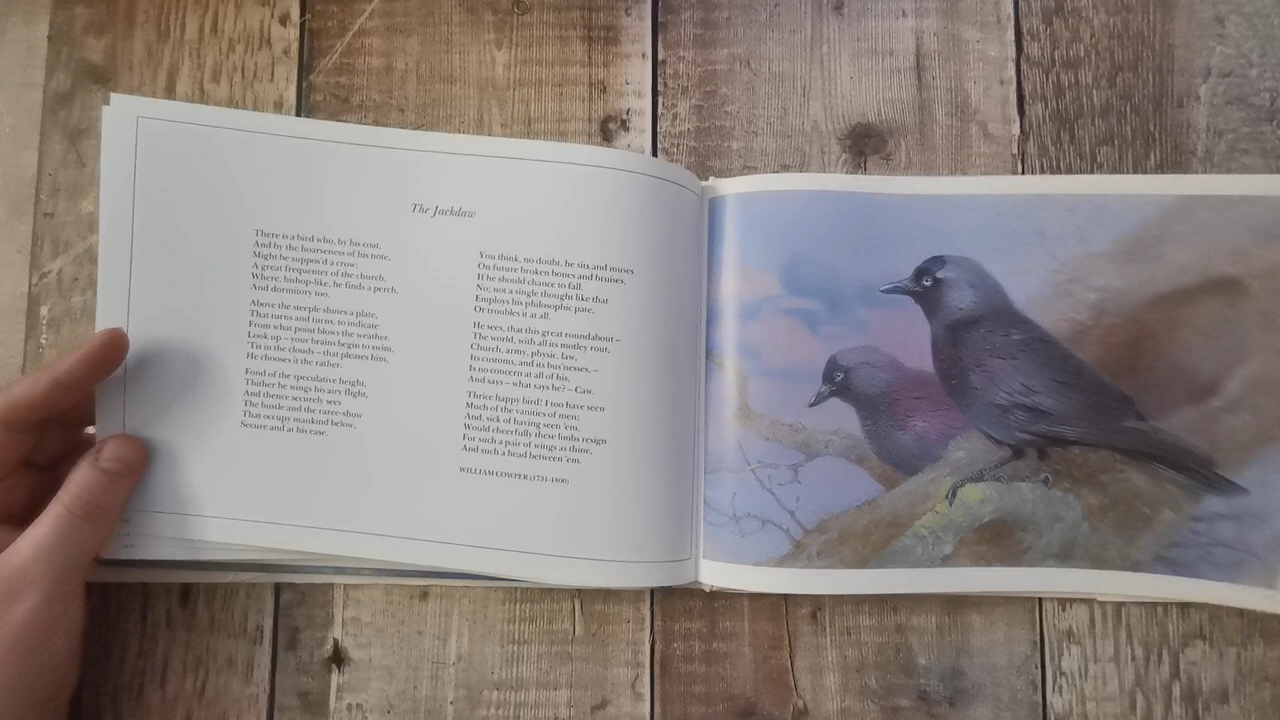 The Jackdaw
There is a bird who, by his coat,
And by the hoarseness of his note,
Might be suppos'd a crow;
A great frequenter of the church,
Where, bishop-like, he finds a perch,
And dormitory too.
Above the steeple shines a plate,
That turns and turns, to indicate
From what point blows the weather.
Look up – your brains begin to swim,
'Tis in the clouds – that pleases him,
He chooses it the rather.
Fond of the speculative height,
Thither he wings his airy flight,
And thence securely sees
The bustle and the raree-show
That occupy mankind below,
Secure and at his ease.
You think, no doubt, he sits and muses
On future broken bones and bruises,
If he should chance to fall.
No; not a single thought like that
Employs his philosophic pate,
Or troubles it at all.
He sees, that this great roundabout –
The world, with all its motley rout,
Church, army, physic, law,
Its customs, and its bus'nesses, –
Is no concern at all of his,
And says – what says he? – Caw.
Thrice happy bird! I too have seen
Much of the vanities of men;
And, sick of having seen 'em,
Would cheerfully these limbs resign
For such a pair of wings as thine,
And such a head between 'em.
WILLIAM COWPER (1731-1800)